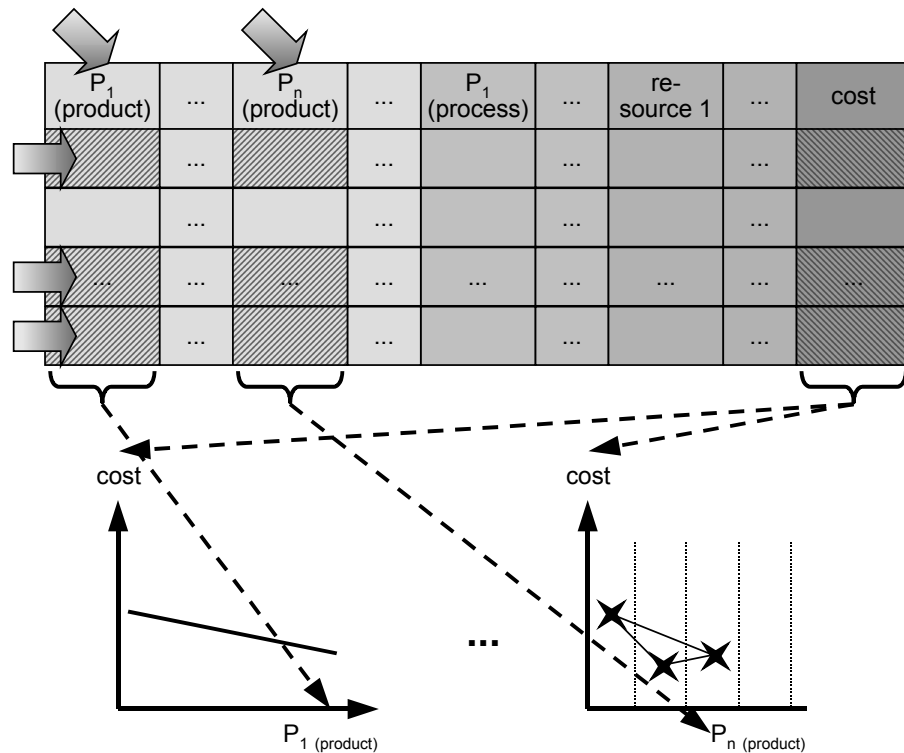 P1 (product) ... Pn (product) ... P1 (process) ... re-source 1 ... cost
... ... ... ...
... ... ... ...
... ... ... ... ... ... ... ... ...
... ... ... ...
cost cost
...
P1 (product) Pn (product)